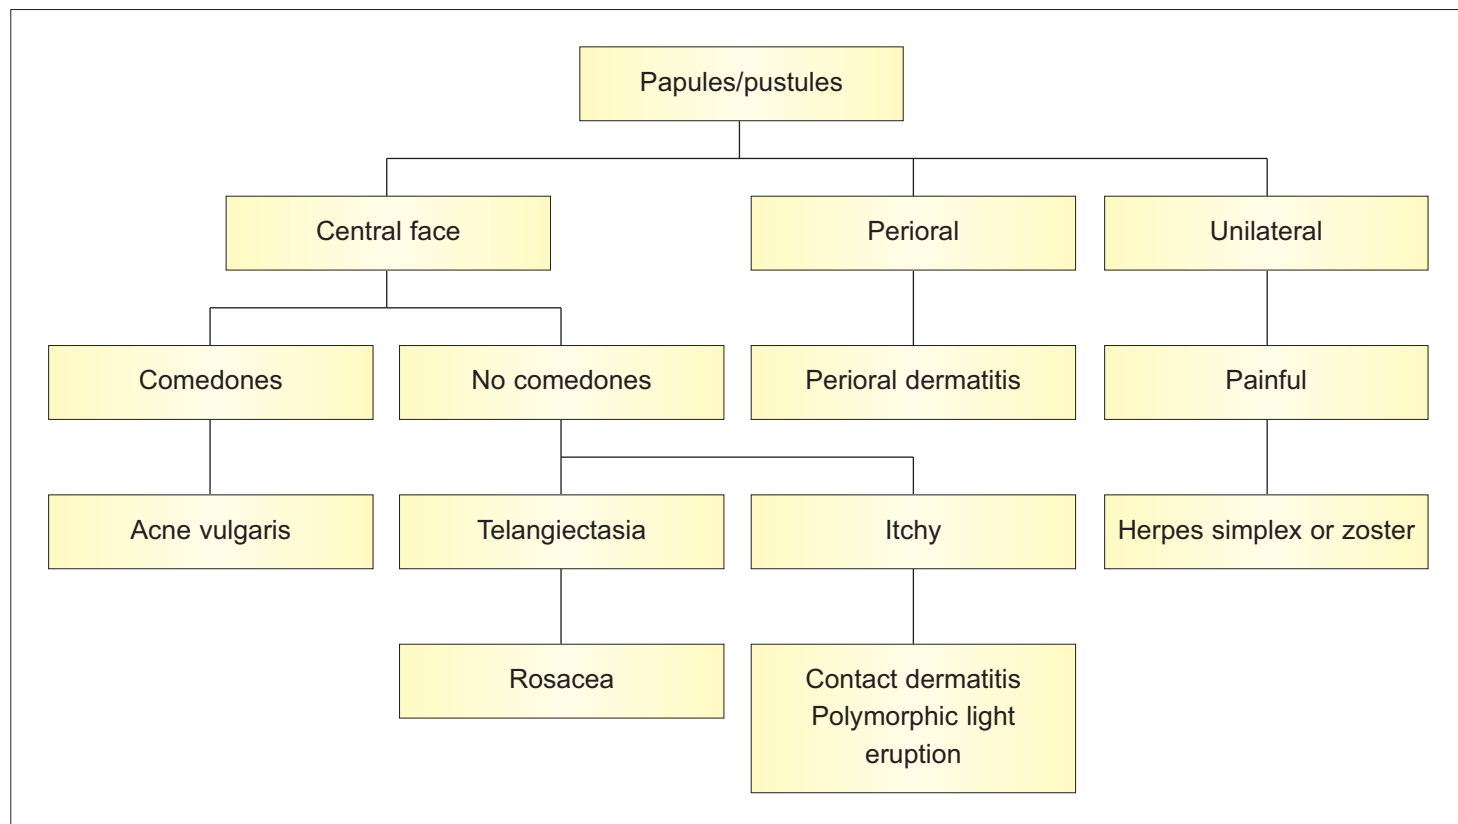 Papules/pustules
Central face
Perioral
Unilateral
Comedones
No comedones
Perioral dermatitis
Painful
Acne vulgaris
Telangiectasia
Itchy
Herpes simplex or zoster
Rosacea
Contact dermatitis
Polymorphic light
eruption